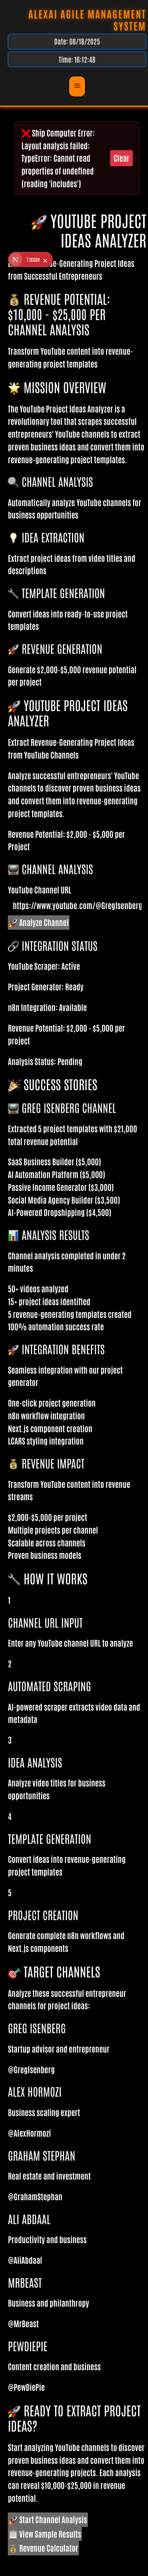 ALEXAI AGILE MANAGEMENT
SYSTEM
Date: 08/18/2025
Time: 16:12:48
Ship Computer Error:
Layout analysis failed:
TypeError: Cannot read
properties of undefined
(reading 'includes')
Clear
YOUTUBE PROJECT
IDEAS ANALYZER
N 1 Issue ×
-Generating Project Ideas
from Successful Entrepreneurs
REVENUE POTENTIAL:
$10,000 - $25,000 PER
CHANNEL ANALYSIS
Transform YouTube content into revenue-
generating project templates
MISSION OVERVIEW
The YouTube Project Ideas Analyzer is a
revolutionary tool that scrapes successful
entrepreneurs' YouTube channels to extract
proven business ideas and convert them into
revenue-generating project templates.
CHANNEL ANALYSIS
Automatically analyze YouTube channels for
business opportunities
IDEA EXTRACTION
Extract project ideas from video titles and
descriptions
TEMPLATE GENERATION
Convert ideas into ready-to-use project
templates
REVENUE GENERATION
Generate $2,000-$5,000 revenue potential
per project
YOUTUBE PROJECT IDEAS
ANALYZER
Extract Revenue-Generating Project Ideas
from YouTube Channels
Analyze successful entrepreneurs' YouTube
channels to discover proven business ideas
and convert them into revenue-generating
project templates.
Revenue Potential: $2,000 - $5,000 per
Project
CHANNEL ANALYSIS
YouTube Channel URL
https://www.youtube.com/@GregIsenberg
Analyze Channel
INTEGRATION STATUS
YouTube Scraper: Active
Project Generator: Ready
n8n Integration: Available
Revenue Potential: $2,000 - $5,000 per
project
Analysis Status: Pending
SUCCESS STORIES
GREG ISENBERG CHANNEL
Extracted 5 project templates with $21,000
total revenue potential
SaaS Business Builder ($5,000)
AI Automation Platform ($5,000)
Passive Income Generator ($3,000)
Social Media Agency Builder ($3,500)
AI-Powered Dropshipping ($4,500)
ANALYSIS RESULTS
Channel analysis completed in under 2
minutes
50+ videos analyzed
15+ project ideas identified
5 revenue-generating templates created
100% automation success rate
INTEGRATION BENEFITS
Seamless integration with our project
generator
One-click project generation
n8n workflow integration
Next.js component creation
LCARS styling integration
REVENUE IMPACT
Transform YouTube content into revenue
streams
$2,000-$5,000 per project
Multiple projects per channel
Scalable across channels
Proven business models
HOW IT WORKS
1
CHANNEL URL INPUT
Enter any YouTube channel URL to analyze
2
AUTOMATED SCRAPING
AI-powered scraper extracts video data and
metadata
3
IDEA ANALYSIS
Analyze video titles for business
opportunities
4
TEMPLATE GENERATION
Convert ideas into revenue-generating
project templates
5
PROJECT CREATION
Generate complete n8n workflows and
Next.js components
TARGET CHANNELS
Analyze these successful entrepreneur
channels for project ideas:
GREG ISENBERG
Startup advisor and entrepreneur
@GregIsenberg
ALEX HORMOZI
Business scaling expert
@AlexHormozi
GRAHAM STEPHAN
Real estate and investment
@GrahamStephan
ALI ABDAAL
Productivity and business
@AliAbdaal
MRBEAST
Business and philanthropy
@MrBeast
PEWDIEPIE
Content creation and business
@PewDiePie
READY TO EXTRACT PROJECT
IDEAS?
Start analyzing YouTube channels to discover
proven business ideas and convert them into
revenue-generating projects. Each analysis
can reveal $10,000-$25,000 in revenue
potential.
Start Channel Analysis
View Sample Results
Revenue Calculator